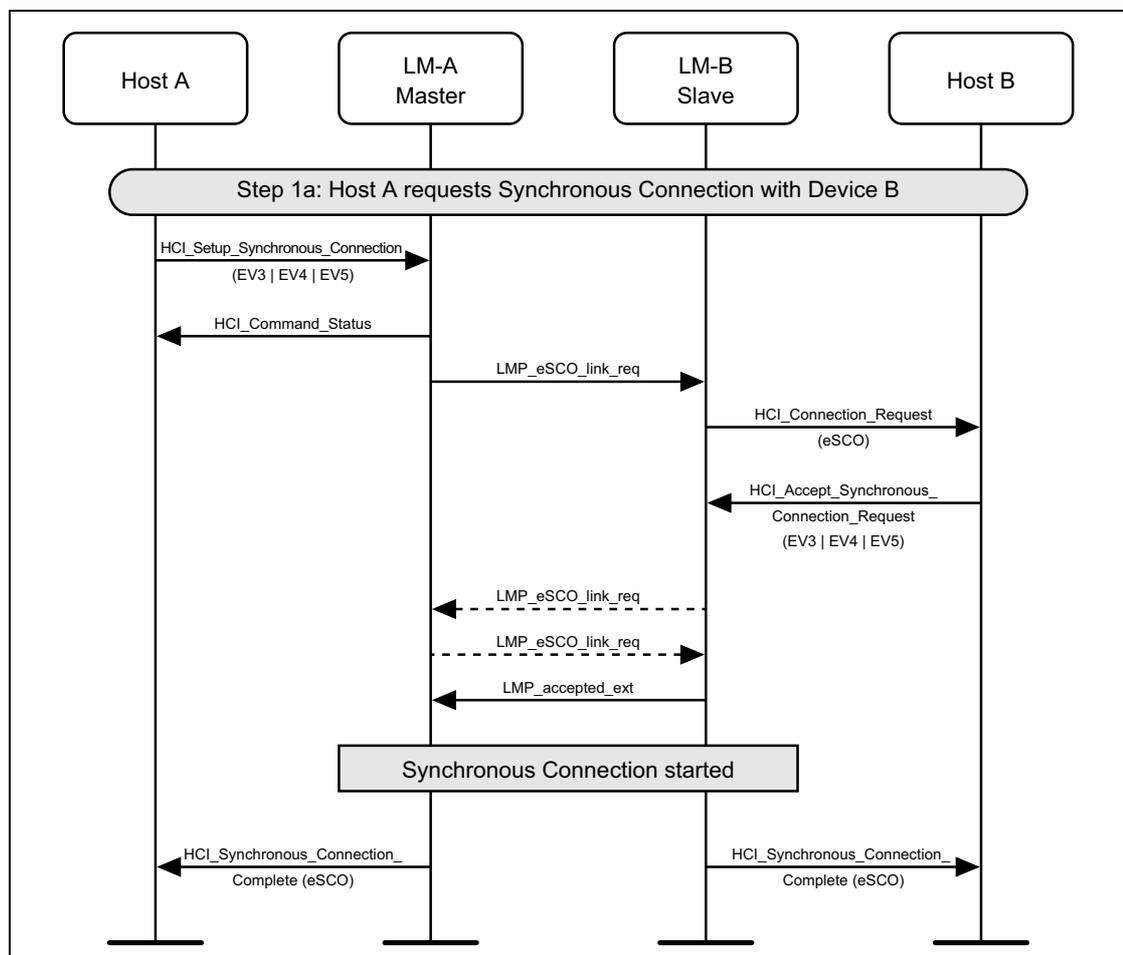 Host A
LM-A
Master
LM-B
Slave
Host B
Step 1a: Host A requests Synchronous Connection with Device B
HCI_Setup_Synchronous_Connection
(EV3 | EV4 | EV5)
HCI_Command_Status
LMP_eSCO_link_req
HCI_Connection_Request
(eSCO)
HCI_Accept_Synchronous_
Connection_Request
(EV3 | EV4 | EV5)
LMP_eSCO_link_req
LMP_eSCO_link_req
LMP_accepted_ext
Synchronous Connection started
HCI_Synchronous_Connection_
Complete (eSCO)
HCI_Synchronous_Connection_
Complete (eSCO)